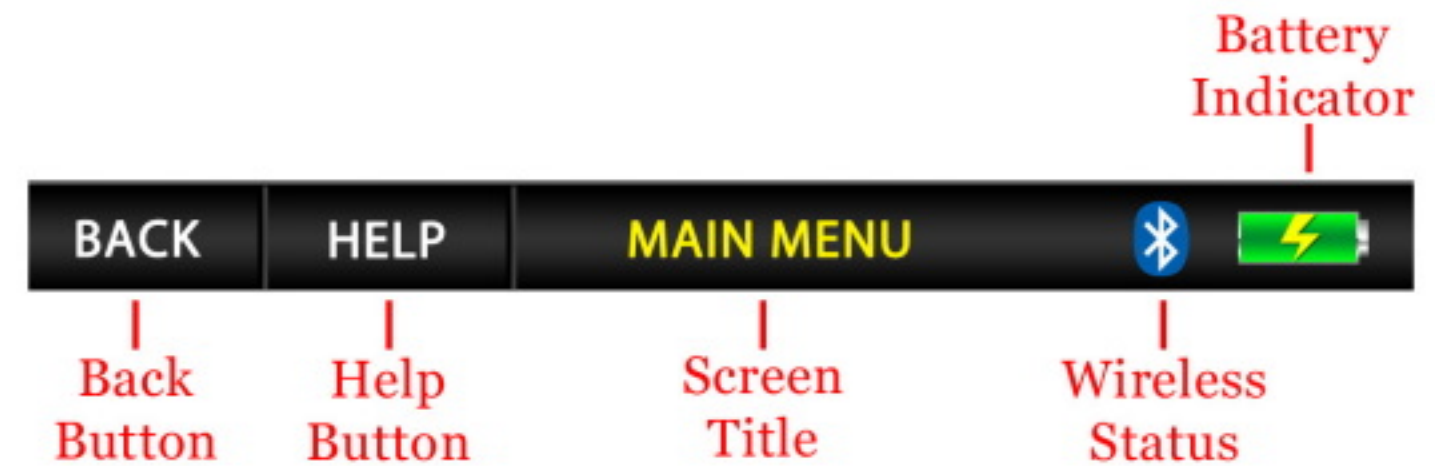 Battery
Indicator
BACK HELP MAIN MENU
Back
Button
Help
Button
Screen
Title
Wireless
Status